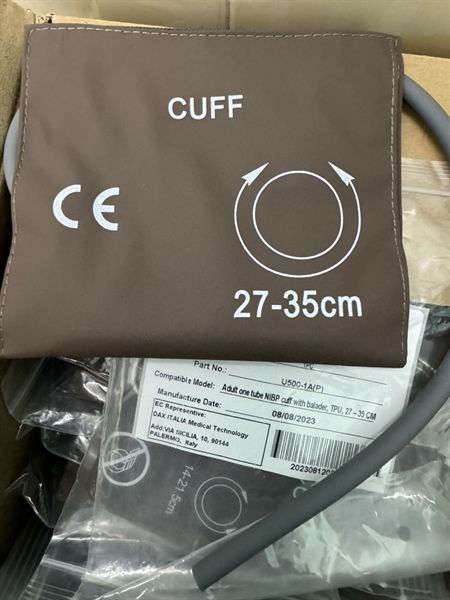 CUFF
CE
27-35cm
Part No.
TPU
U500-1A(P)
Compatible Model: Adult one tube NIBP cuff with balader, TPU, 27 – 35 CM
Manufacture Date: 08/08/2023
EC Representive:
DAX ITALIA Medical Technology
Add:VIA SICILIA, 10, 90144
PALERMO, Italy
14-21.5cm